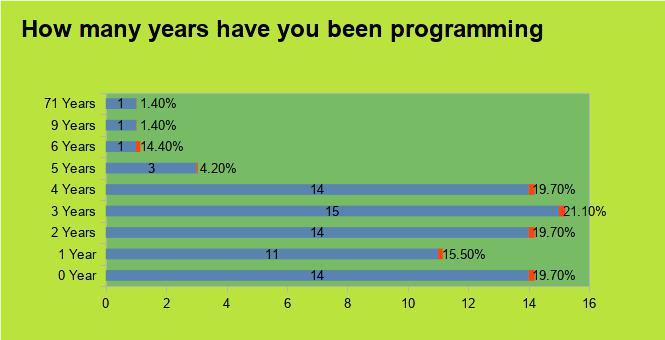 How many years have you been programming
71 Years 1 1.40%
9 Years 1 1.40%
6 Years 1 14.40%
5 Years 3 4.20%
4 Years 14 19.70%
3 Years 15 21.10%
2 Years 14 19.70%
1 Year 11 15.50%
0 Year 14 19.70%
0 2 4 6 8 10 12 14 16